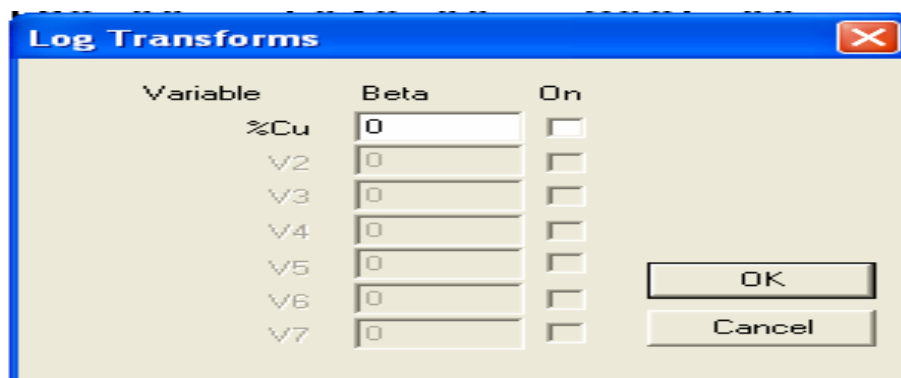 Log Transforms
Variable Beta On
%Cu 0
V2 0
V3 0
V4 0
V5 0
OK
V6 0
Cancel
V7 0